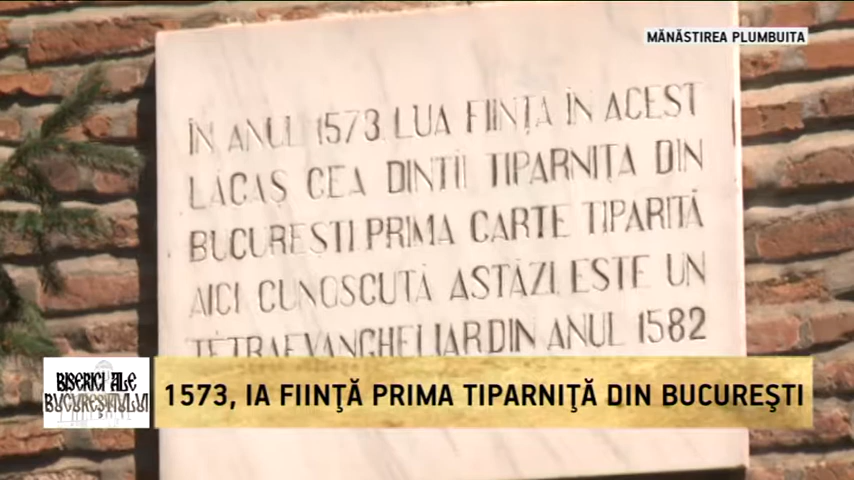 MĂNĂSTIREA PLUMBUITA
ÎN ANUL 1573 LUA FIINȚA ÎN ACEST
LĂCAȘ CEA DINTÎI TIPARNIȚA DIN
BUCUREȘTI. PRIMA CARTE TIPARITĂ
AICI CUNOSCUTĂ ASTĂZI, ESTE UN
TETRAEVANGHELIAR DIN ANUL 1582
BISERICI ALE
BUCUREȘTIULUI
1573, IA FIINŢĂ PRIMA TIPARNIŢĂ DIN BUCUREŞTI